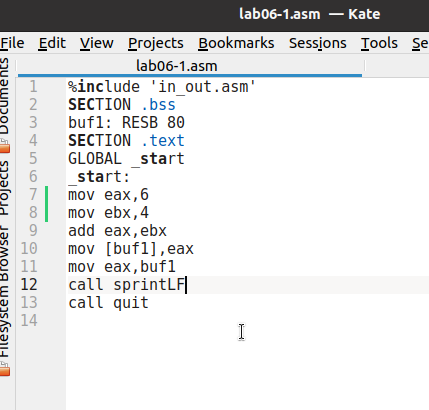 lab06-1.asm — Kate
File Edit View Projects Bookmarks Sessions Tools
lab06-1.asm
Documents
Projects
Filesystem Browser
1 %include 'in_out.asm'
2 SECTION .bss
3 buf1: RESB 80
4 SECTION .text
5 GLOBAL _start
6 _start:
7 mov eax,6
8 mov ebx,4
9 add eax,ebx
10 mov [buf1],eax
11 mov eax,buf1
12 call sprintLF
13 call quit
14